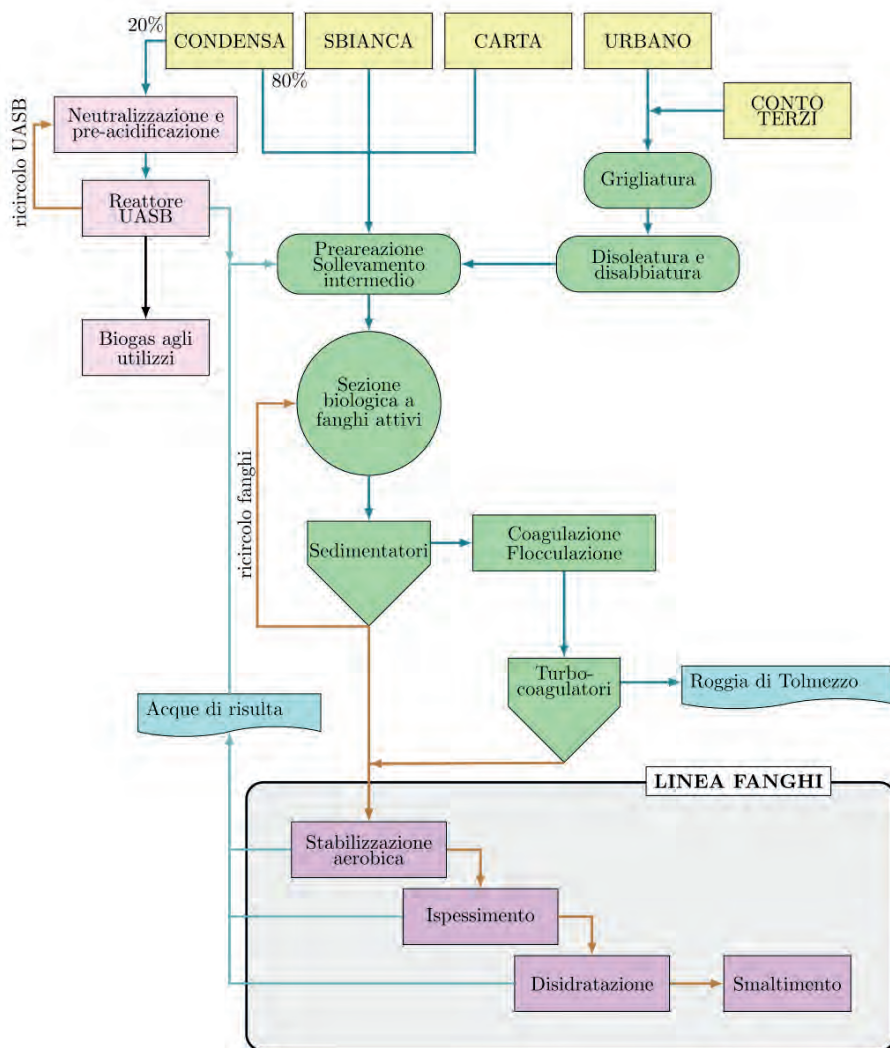 20%
CONDENSA
SBIANCA
CARTA
URBANO
80%
CONTO
TERZI
Neutralizzazione e
pre-acidificazione
ricircolo UASB
Grigliatura
Reattore
UASB
Preareazione
Sollevamento
intermedio
Disoleatura e
disabbiatura
Biogas agli
utilizzi
Sezione
biologica a
fanghi attivi
ricircolo fanghi
Sedimentatori
Coagulazione
Flocculazione
Turbo-
coagulatori
Roggia di Tolmezzo
Acque di risulta
LINEA FANGHI
Stabilizzazione
aerobica
Ispessimento
Disidratazione
Smaltimento